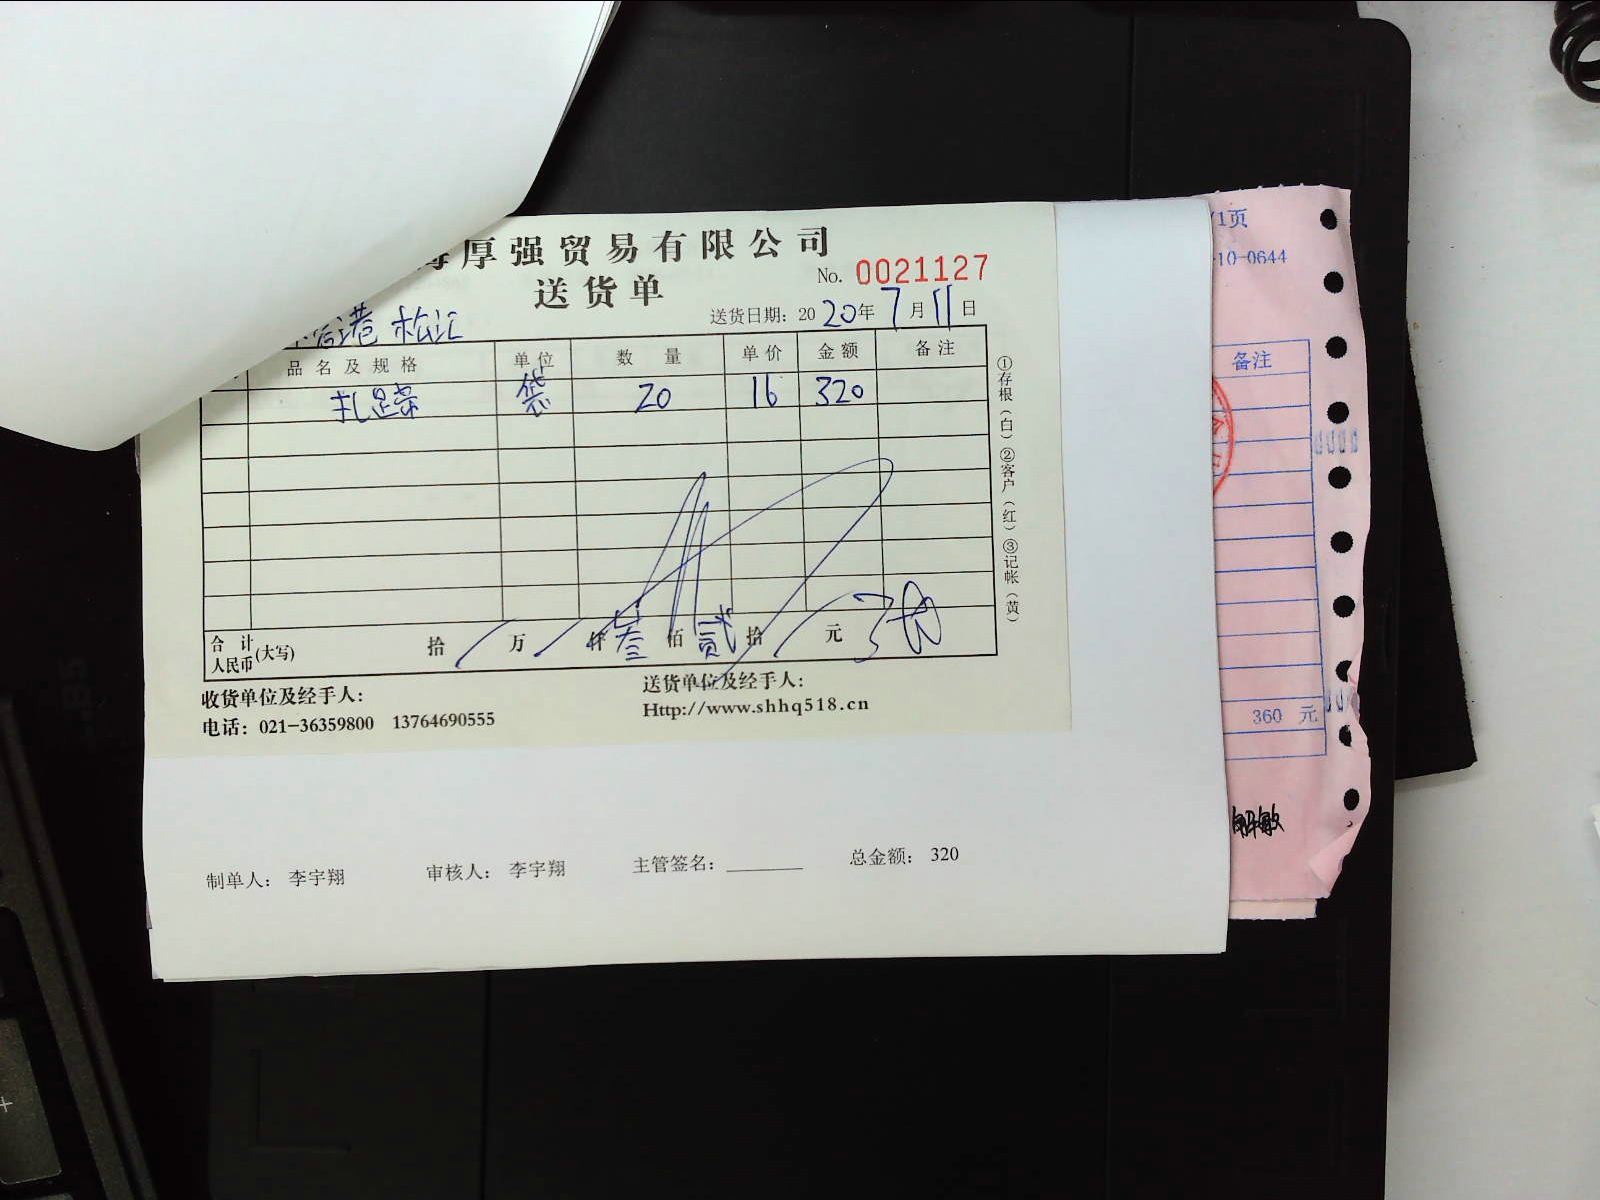 海厚强贸易有限公司
送货单
No. 0021127
送货日期: 2020年7月11日
港 松江
品名及规格 单位 数量 单价 金额 备注
袋 20 16 320
合计人民币(大写) 拾 / 万 / 仟 叁 佰 贰 拾 / 元
收货单位及经手人:
送货单位及经手人:
电话: 021-36359800 13764690555
Http://www.shhq518.cn
①存根(白)②客户(红)③记帐(黄)
制单人: 李宇翔 审核人: 李宇翔 主管签名: ________ 总金额: 320
/1页
-10-0644
备注
360 元